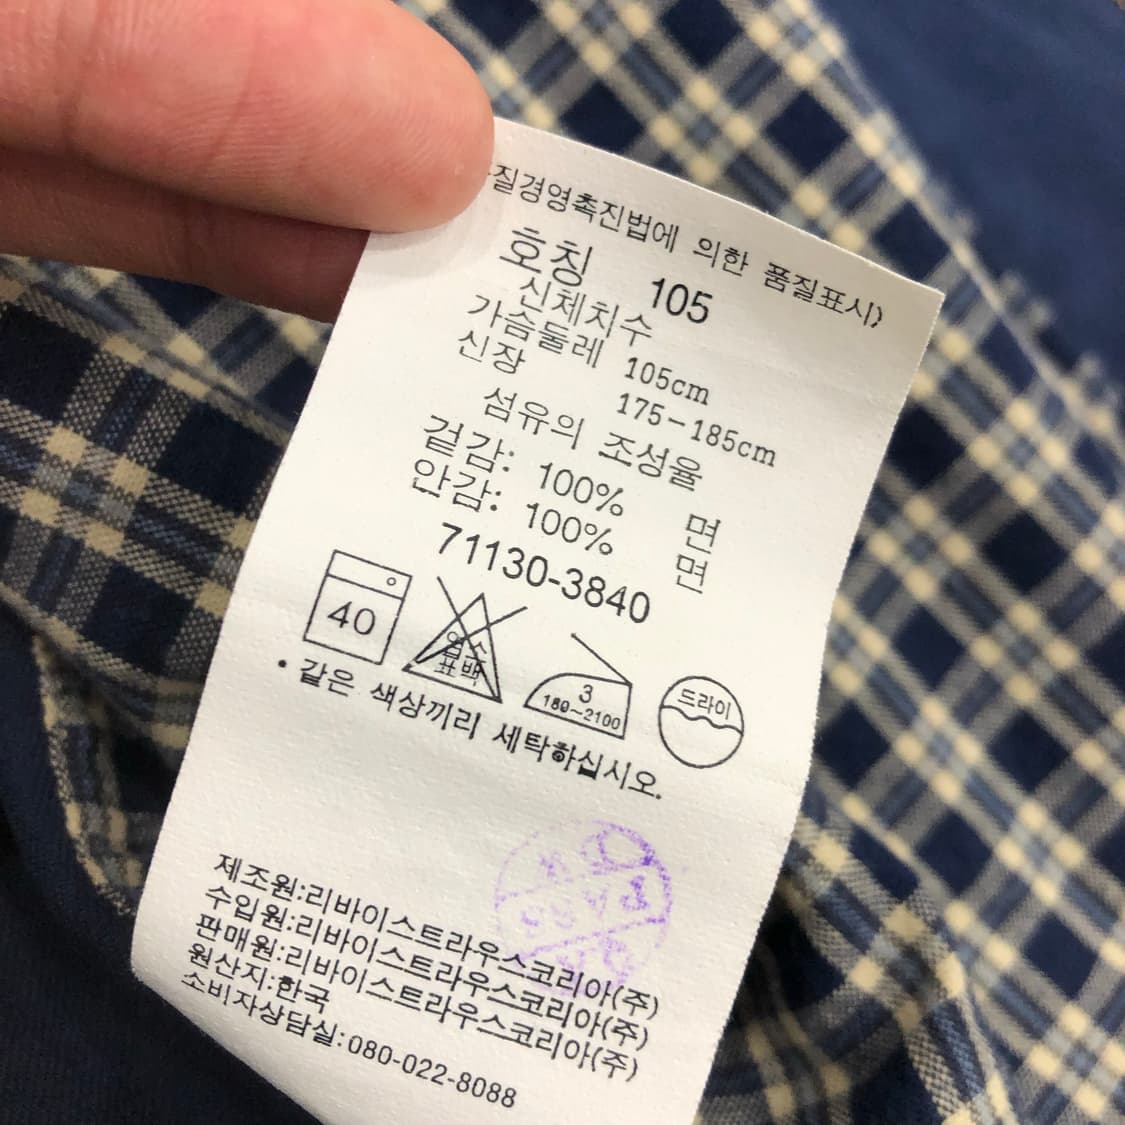 질경영촉진법에 의한 품질표시)
호칭 105
신체치수
가슴둘레 105cm
신장 175-185cm
섬유의 조성율
겉감: 100% 면
안감: 100% 면
71130-3840
40
염소
표백
3
180~2100
드라이
• 같은 색상끼리 세탁하십시오.
제조원:리바이스트라우스코리아(주)
수입원:리바이스트라우스코리아(주)
판매원:리바이스트라우스코리아(주)
원산지:한국
소비자상담실:080-022-8088